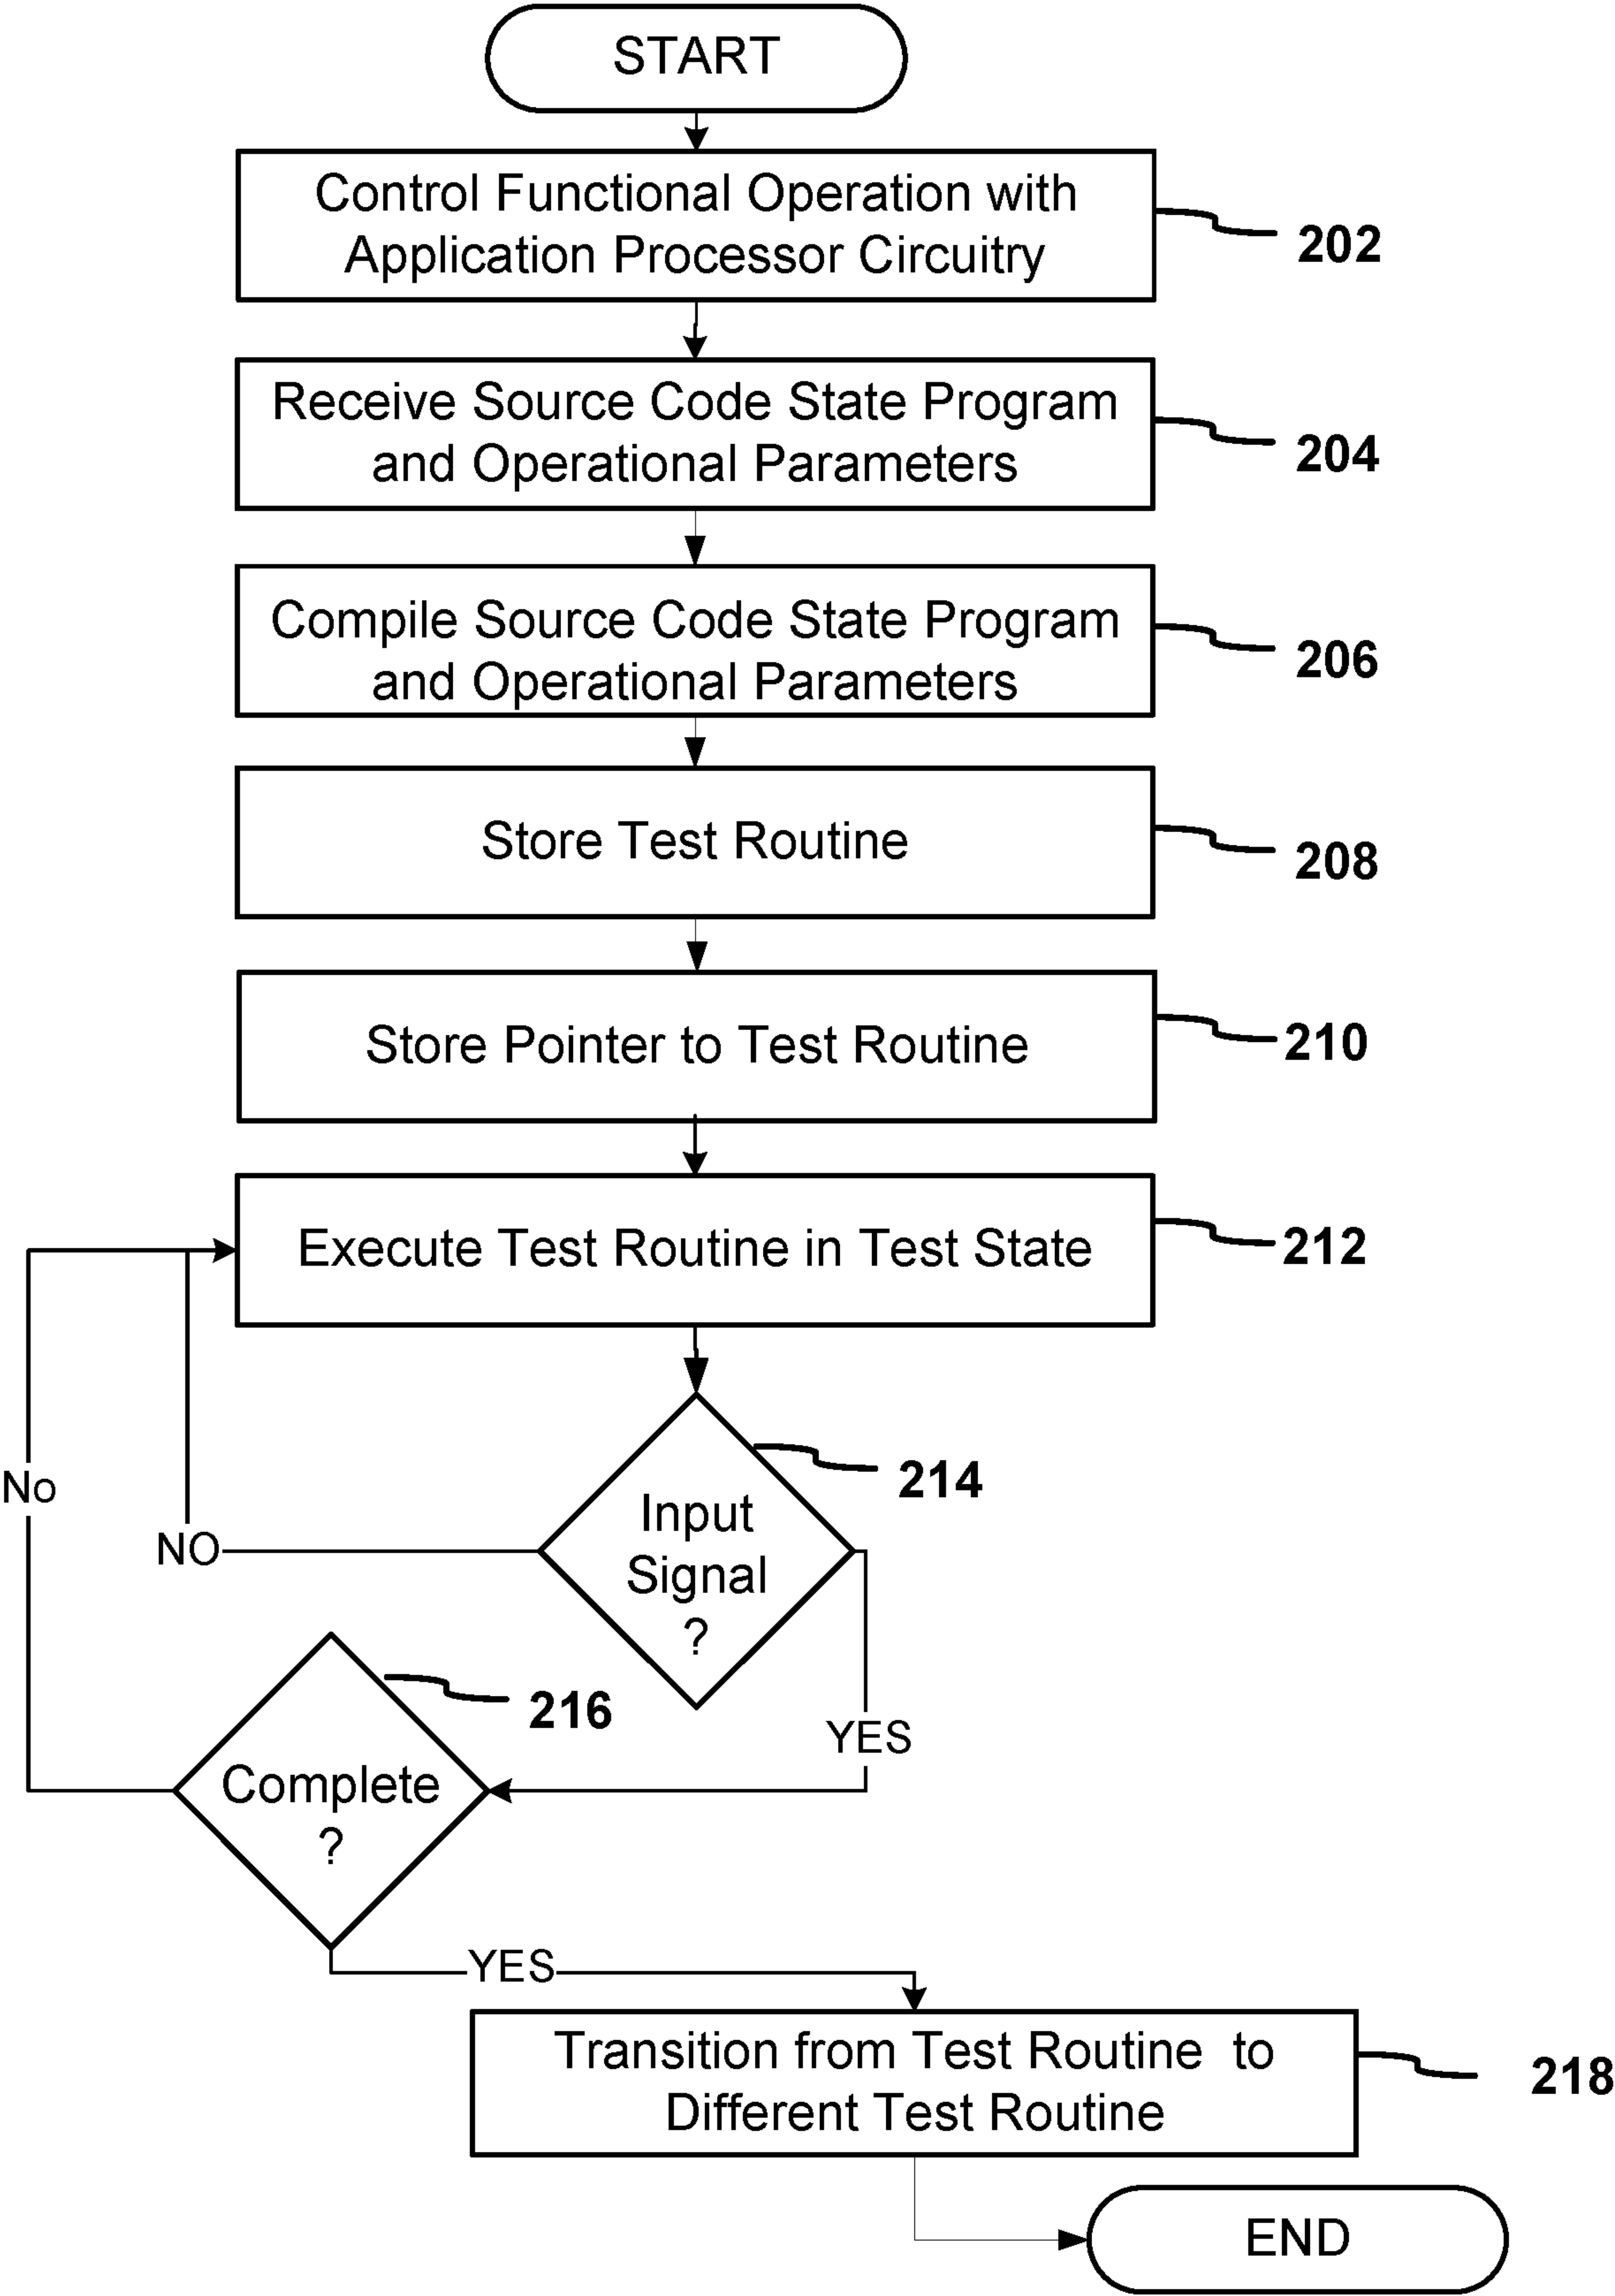 START
Control Functional Operation with
Application Processor Circuitry
202
Receive Source Code State Program
and Operational Parameters
204
Compile Source Code State Program
and Operational Parameters
206
Store Test Routine
208
Store Pointer to Test Routine
210
Execute Test Routine in Test State
212
214
Input
Signal
?
No
NO
216
YES
Complete
?
YES
Transition from Test Routine to
Different Test Routine
218
END